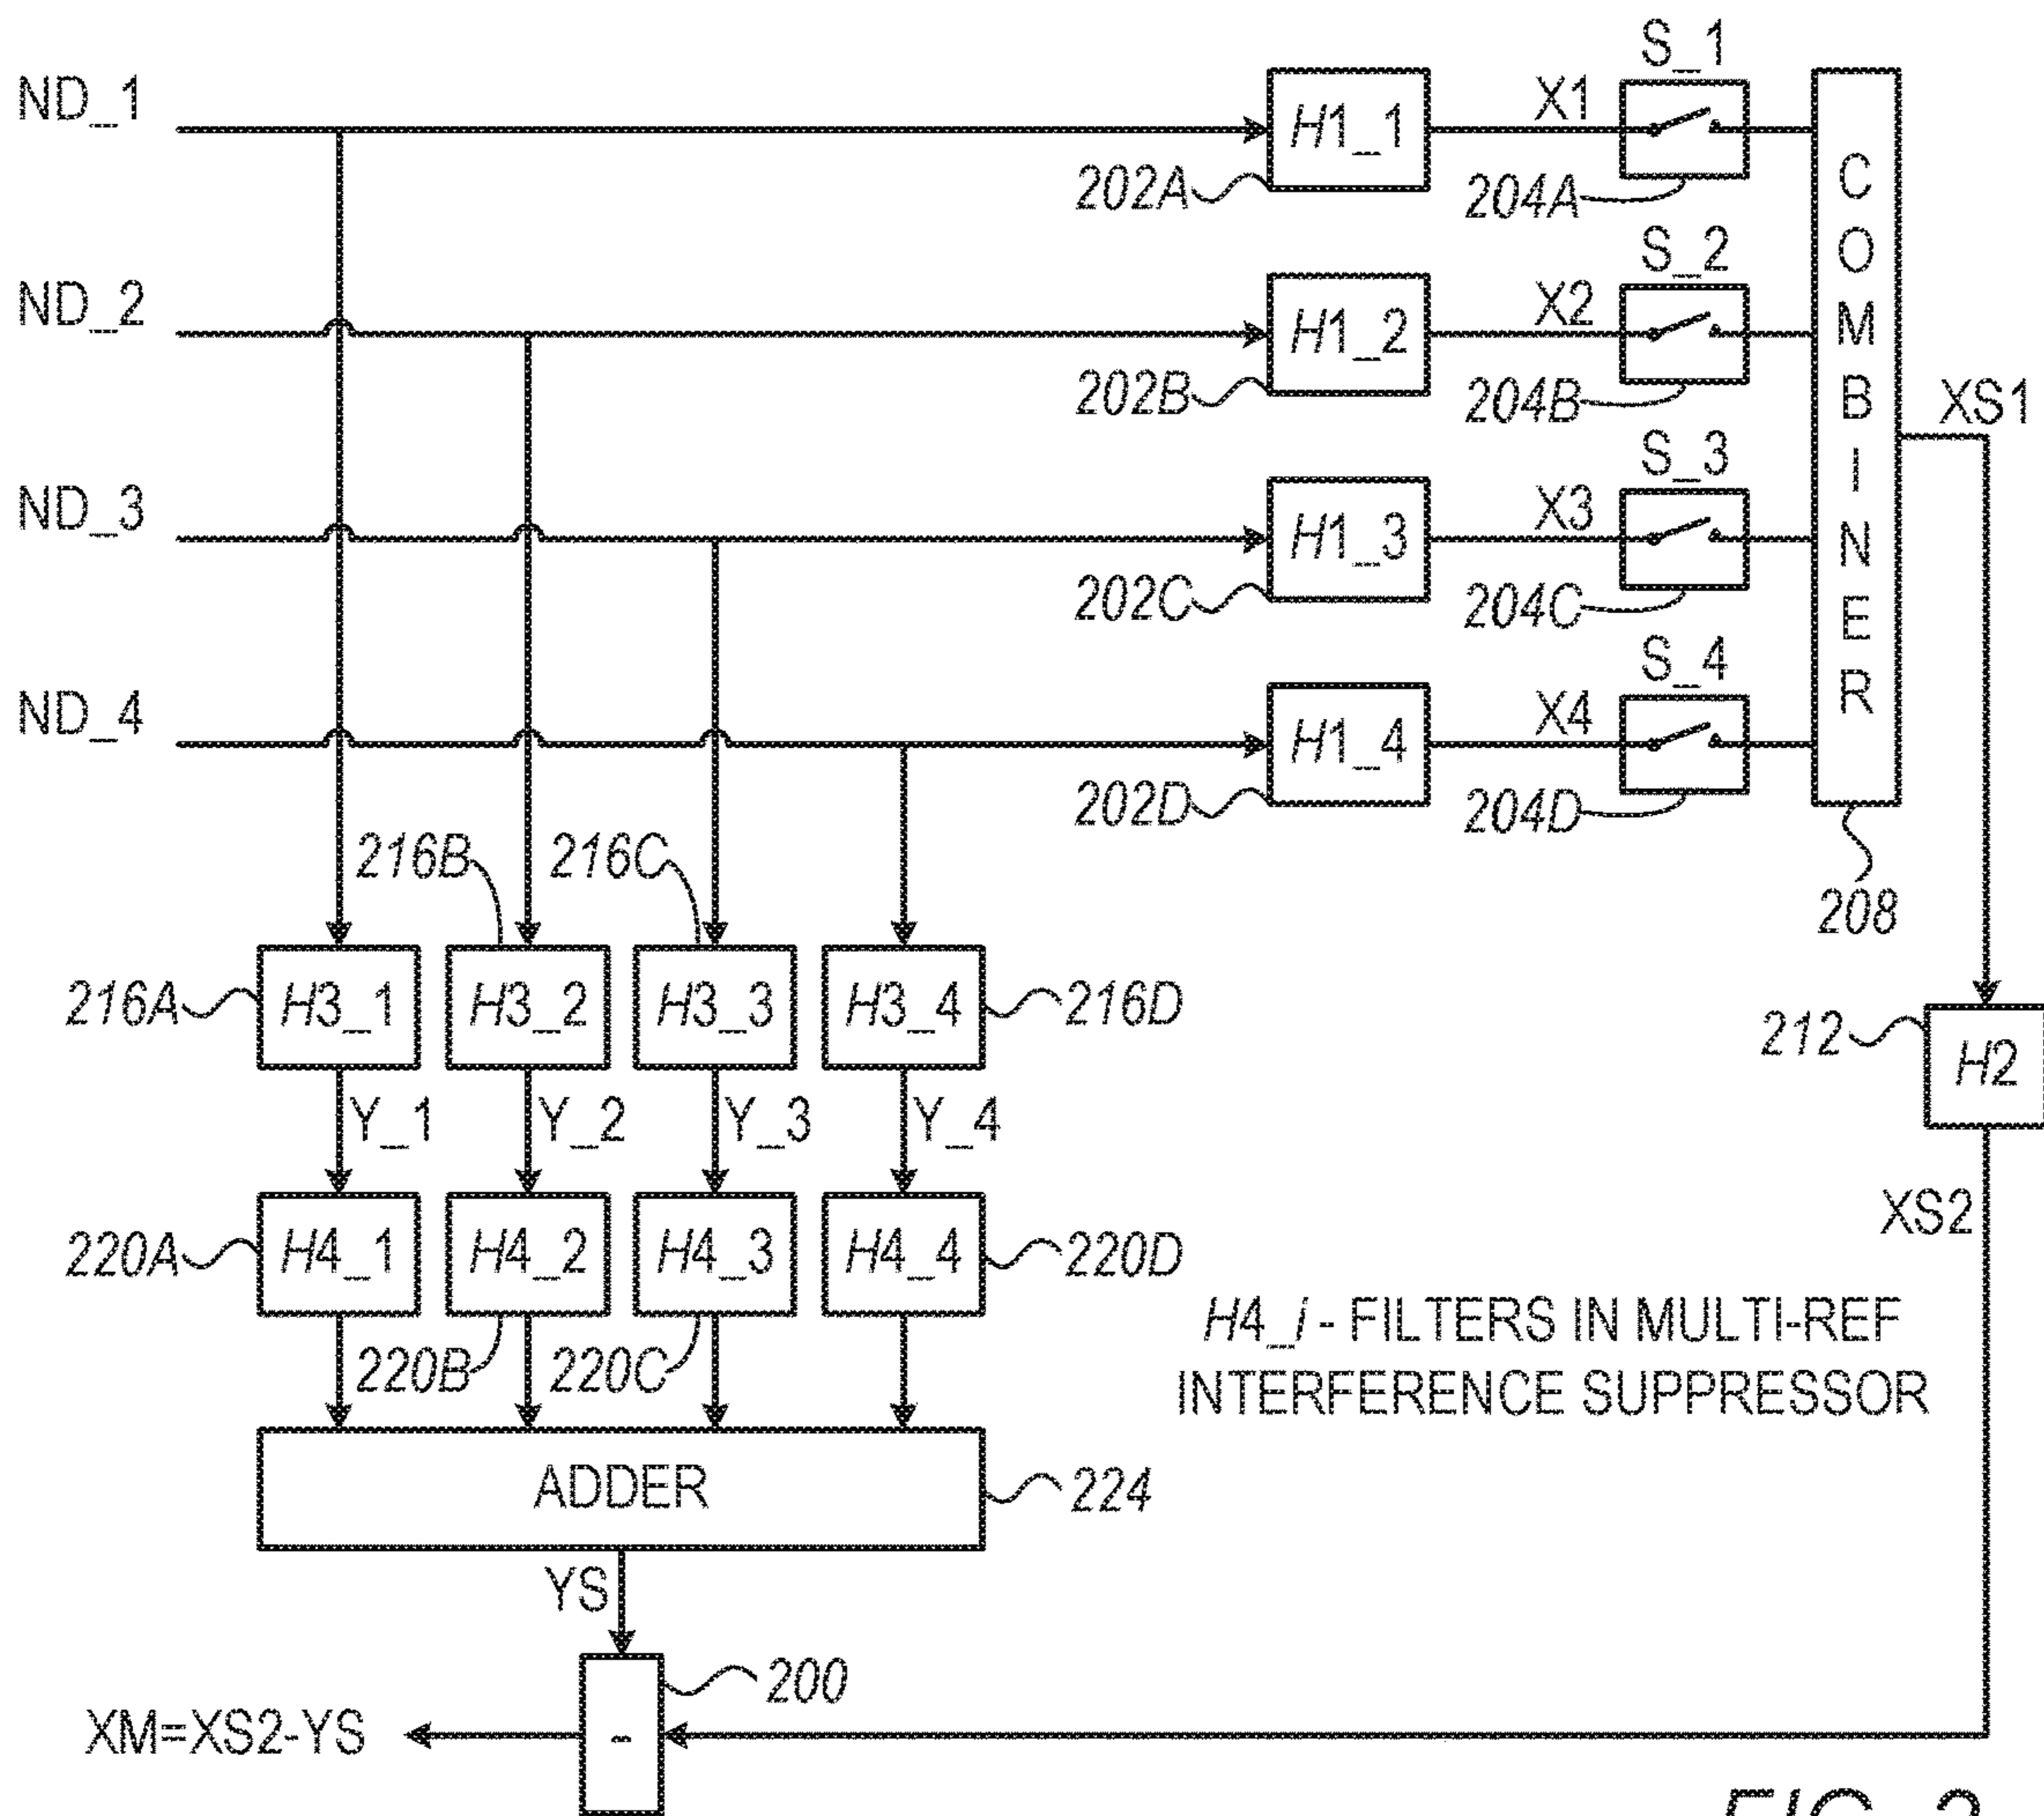 S_1
ND_1
H1_1
X1
202A
204A
S_2
ND_2
H1_2
X2
202B
204B
COMBINER
XS1
S_3
ND_3
H1_3
X3
202C
204C
S_4
ND_4
H1_4
X4
202D
204D
208
216B
216C
216A
H3_1
H3_2
H3_3
H3_4
216D
212
H2
Y_1
Y_2
Y_3
Y_4
XS2
220A
H4_1
H4_2
H4_3
H4_4
220D
220B
220C
H4_i - FILTERS IN MULTI-REF
INTERFERENCE SUPPRESSOR
ADDER
224
YS
200
XM=XS2-YS
-